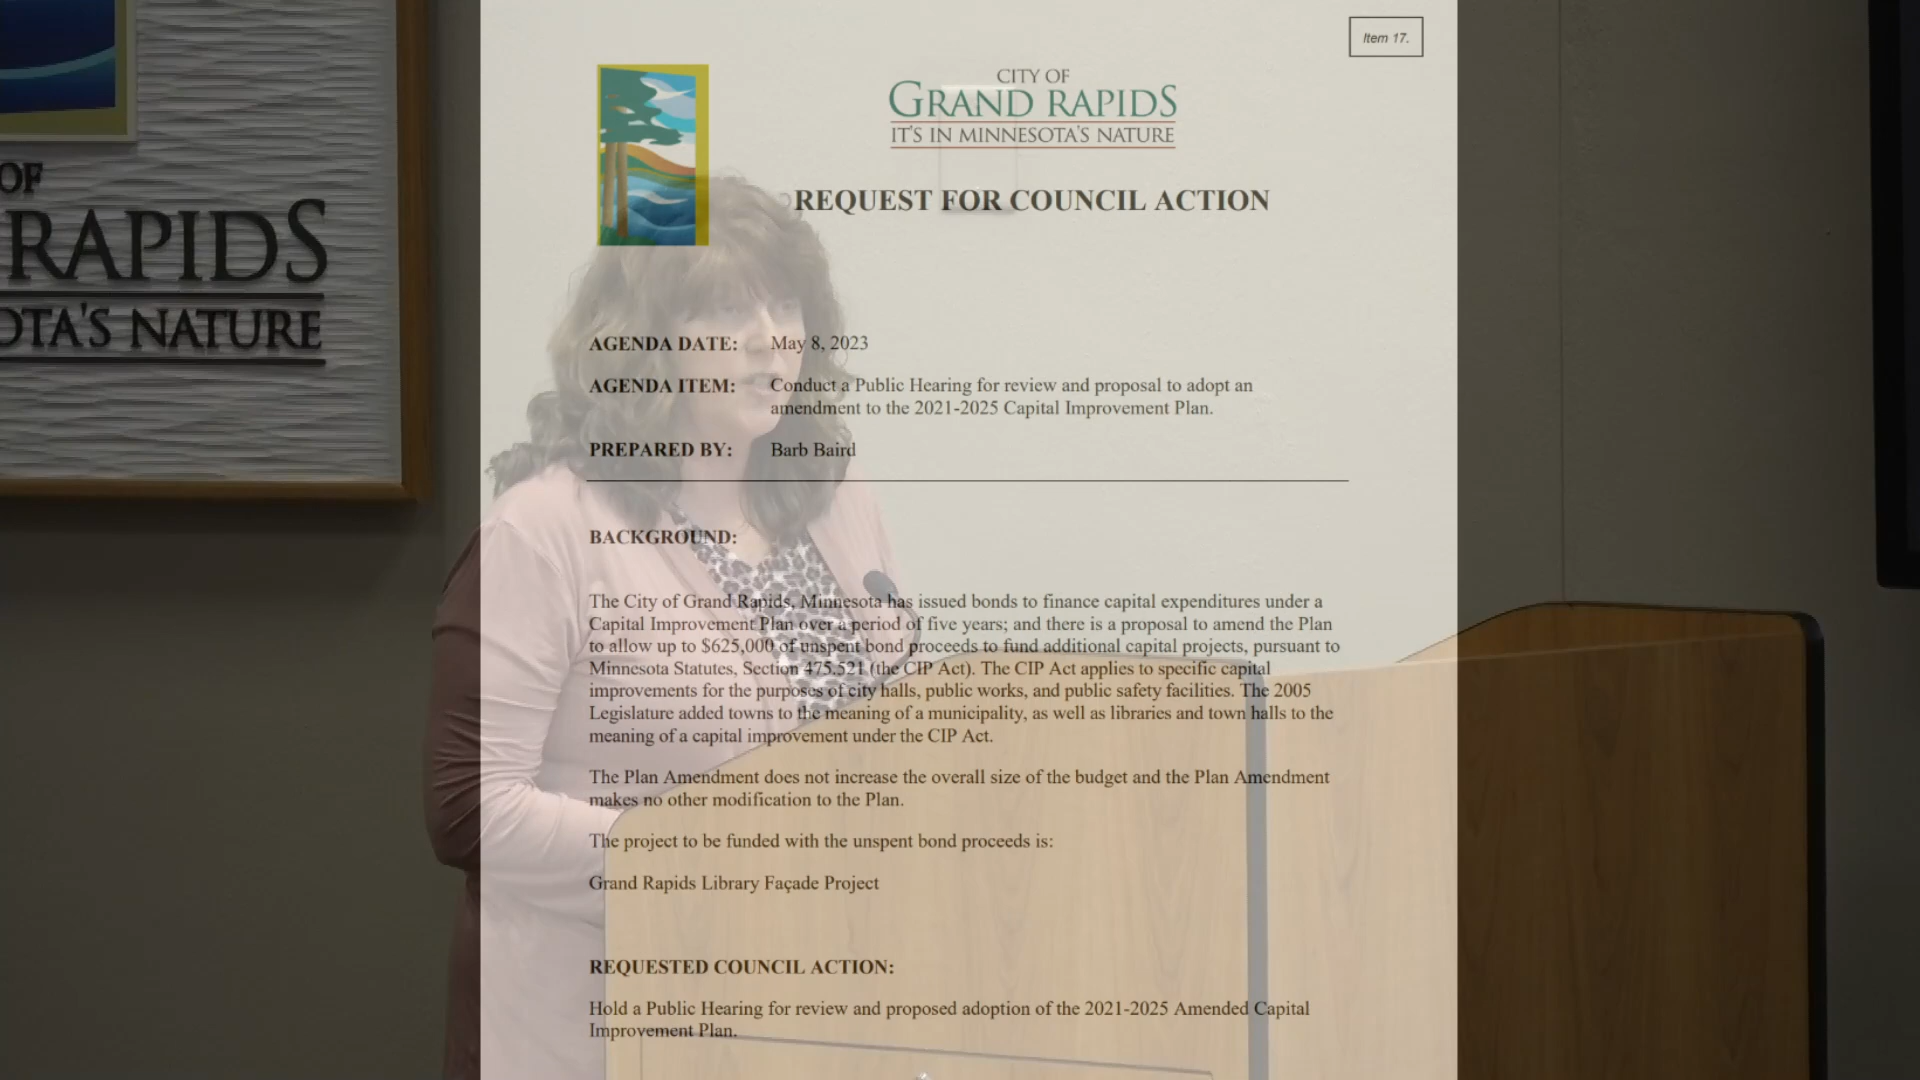 OF
RAPIDS
OTA'S NATURE
Item 17.
CITY OF
GRAND RAPIDS
IT'S IN MINNESOTA'S NATURE
REQUEST FOR COUNCIL ACTION
AGENDA DATE: May 8, 2023
AGENDA ITEM: Conduct a Public Hearing for review and proposal to adopt an
amendment to the 2021-2025 Capital Improvement Plan.
PREPARED BY: Barb Baird
BACKGROUND:
The City of Grand Rapids, Minnesota has issued bonds to finance capital expenditures under a
Capital Improvement Plan over a period of five years; and there is a proposal to amend the Plan
to allow up to $625,000 of unspent bond proceeds to fund additional capital projects, pursuant to
Minnesota Statutes, Section 475.521 (the CIP Act). The CIP Act applies to specific capital
improvements for the purposes of city halls, public works, and public safety facilities. The 2005
Legislature added towns to the meaning of a municipality, as well as libraries and town halls to the
meaning of a capital improvement under the CIP Act.
The Plan Amendment does not increase the overall size of the budget and the Plan Amendment
makes no other modification to the Plan.
The project to be funded with the unspent bond proceeds is:
Grand Rapids Library Façade Project
REQUESTED COUNCIL ACTION:
Hold a Public Hearing for review and proposed adoption of the 2021-2025 Amended Capital
Improvement Plan.